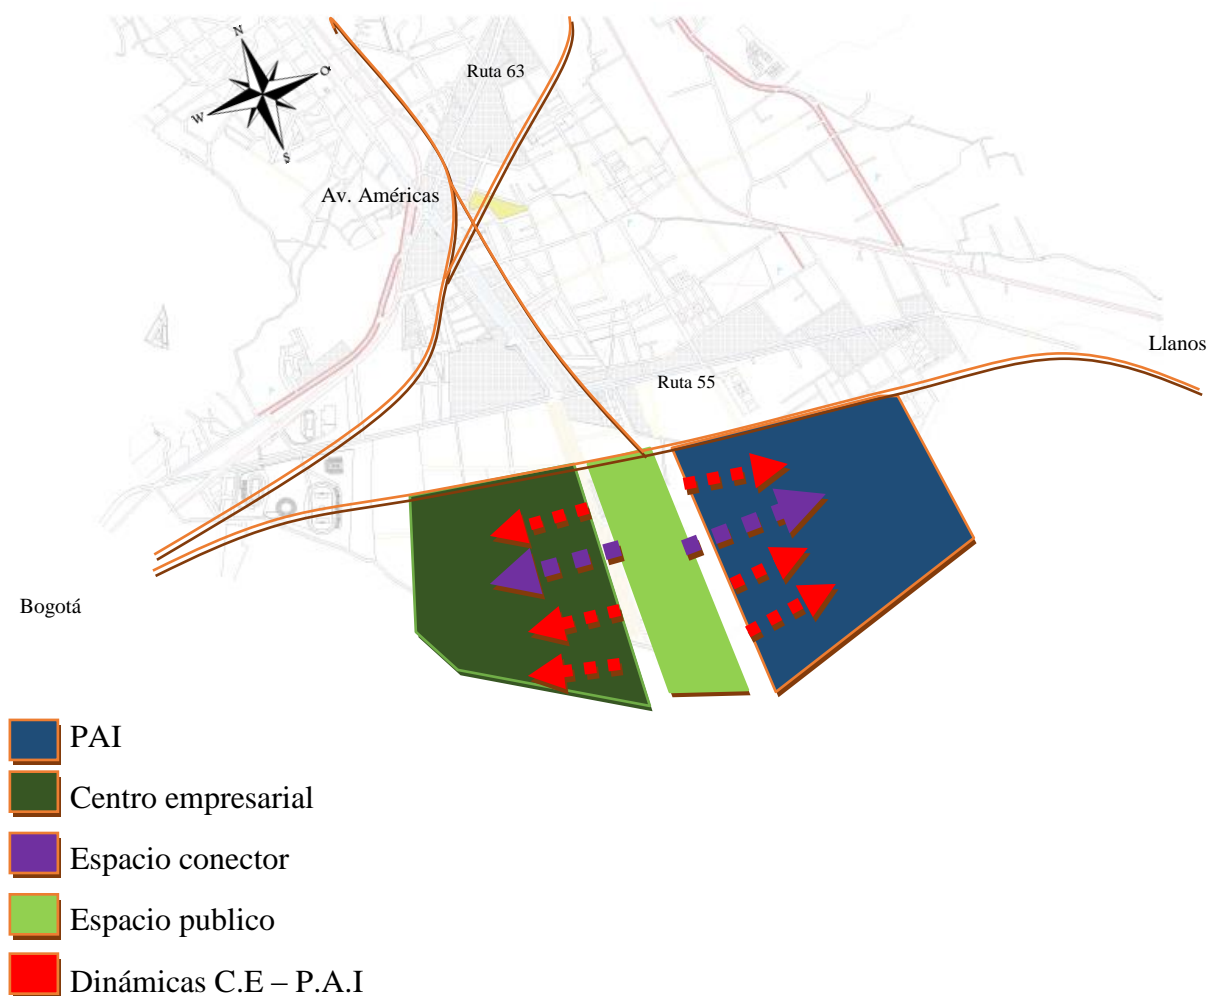 N
Ruta 63
O
W
S
Av. Américas
Llanos
Ruta 55
Bogotá
PAI
Centro empresarial
Espacio conector
Espacio publico
Dinámicas C.E – P.A.I